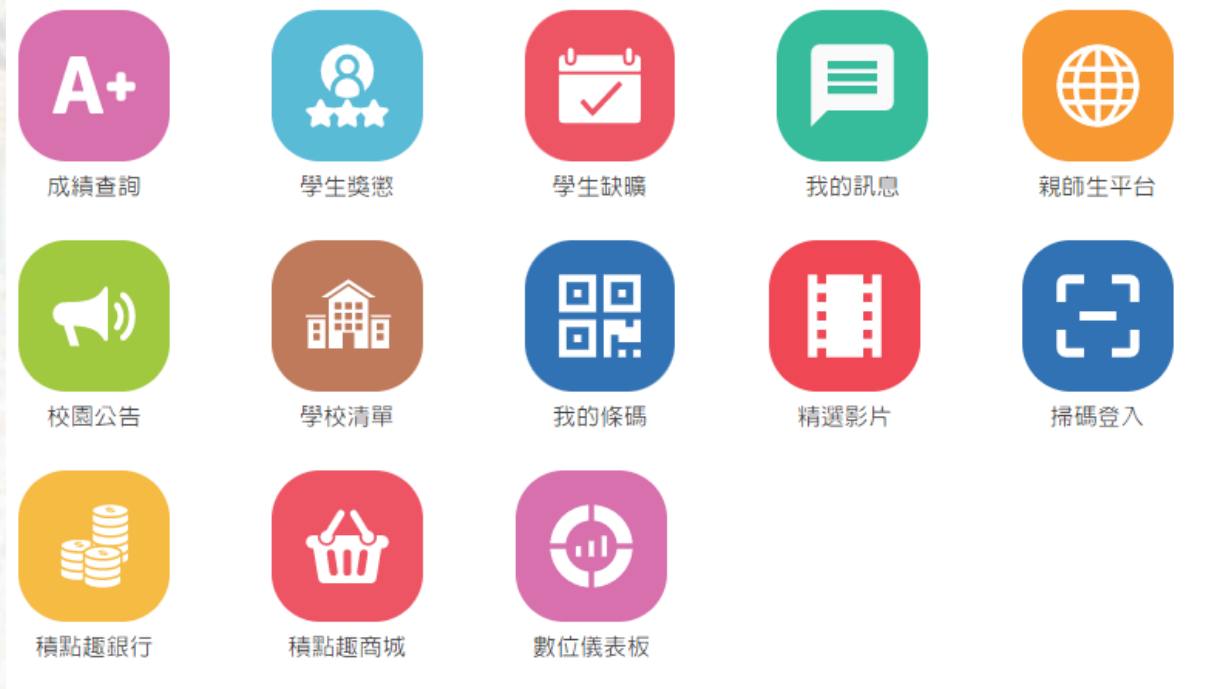 A+
成績查詢
學生獎懲
學生缺曠
我的訊息
親師生平台
校園公告
學校清單
我的條碼
精選影片
掃碼登入
積點趣銀行
積點趣商城
數位儀表板